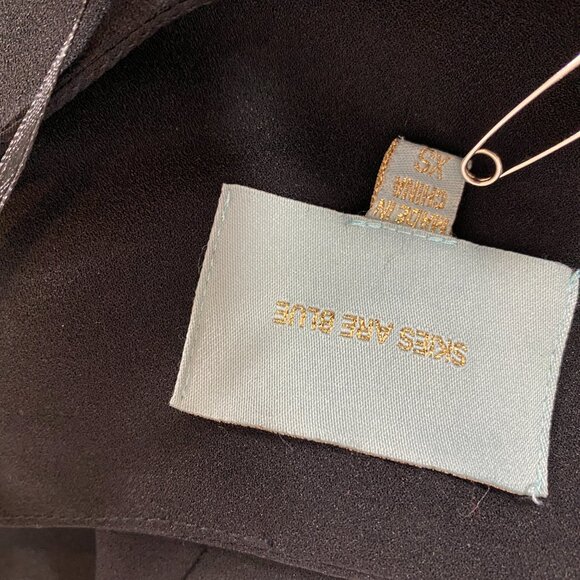 SKIES ARE BLUE
XS
MADE IN
CHINA